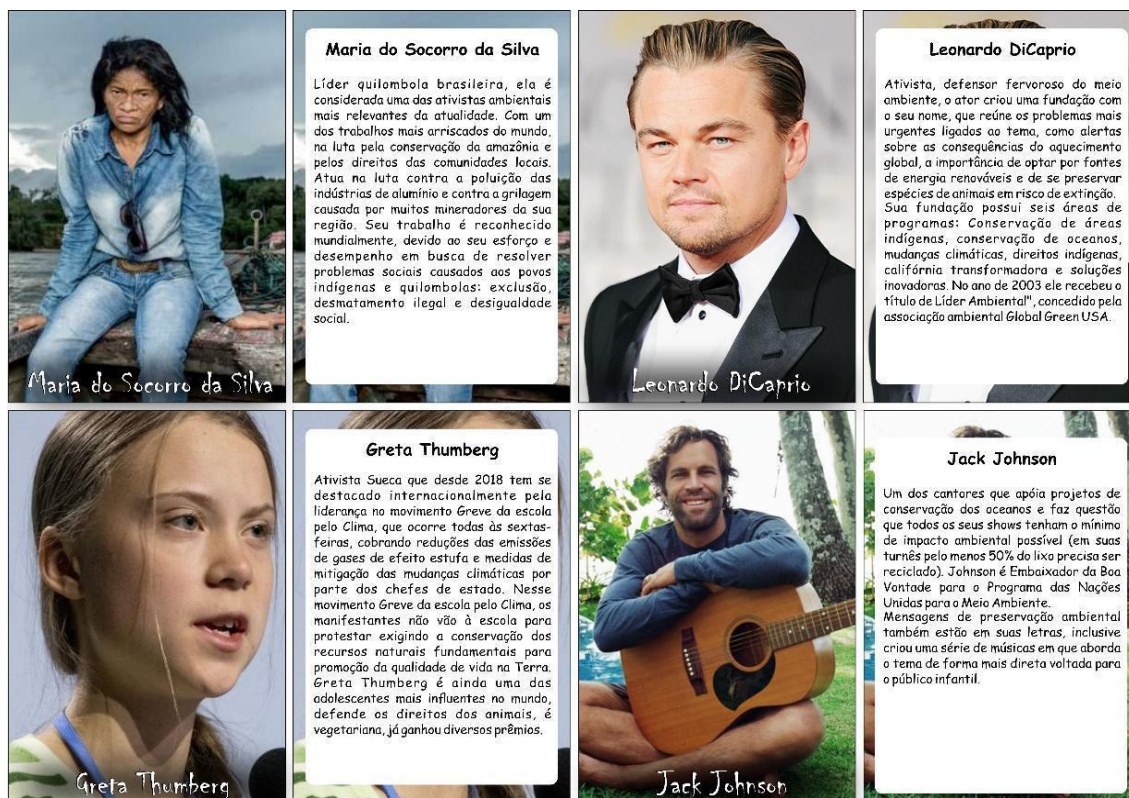 Maria do Socorro da Silva
Maria do Socorro da Silva
Líder quilombola brasileira, ela é
considerada uma das ativistas ambientais
mais relevantes da atualidade. Com um
dos trabalhos mais arriscados do mundo,
na luta pela conservação da amazônia e
pelos direitos das comunidades locais.
Atua na luta contra a poluição das
indústrias de alumínio e contra a grilagem
causada por muitos mineradores da sua
região. Seu trabalho é reconhecido
mundialmente, devido ao seu esforço e
desempenho em busca de resolver
problemas sociais causados aos povos
indígenas e quilombolas: exclusão,
desmatamento ilegal e desigualdade
social.
Leonardo DiCaprio
Leonardo DiCaprio
Ativista, defensor fervoroso do meio
ambiente, o ator criou uma fundação com
o seu nome, que reúne os problemas mais
urgentes ligados ao tema, como alertas
sobre as consequências do aquecimento
global, a importância de optar por fontes
de energia renováveis e de se preservar
espécies de animais em risco de extinção.
Sua fundação possui seis áreas de
programas: Conservação de áreas
indígenas, conservação de oceanos,
mudanças climáticas, direitos indígenas,
califórnia transformadora e soluções
inovadoras. No ano de 2003 ele recebeu o
título de Líder Ambiental", concedido pela
associação ambiental Global Green USA.
Greta Thumberg
Greta Thumberg
Ativista Sueca que desde 2018 tem se
destacado internacionalmente pela
liderança no movimento Greve da escola
pelo Clima, que ocorre todas às sextas-
feiras, cobrando reduções das emissões
de gases de efeito estufa e medidas de
mitigação das mudanças climáticas por
parte dos chefes de estado. Nesse
movimento Greve da escola pelo Clima, os
manifestantes não vão à escola para
protestar exigindo a conservação dos
recursos naturais fundamentais para
promoção da qualidade de vida na Terra.
Greta Thumberg é ainda uma das
adolescentes mais influentes no mundo,
defende os direitos dos animais, é
vegetariana, já ganhou diversos prêmios.
Jack Johnson
Jack Johnson
Um dos cantores que apóia projetos de
conservação dos oceanos e faz questão
que todos os seus shows tenham o mínimo
de impacto ambiental possível (em suas
turnês pelo menos 50% do lixo precisa ser
reciclado). Johnson é Embaixador da Boa
Vontade para o Programa das Nações
Unidas para o Meio Ambiente.
Mensagens de preservação ambiental
também estão em suas letras, inclusive
criou uma série de músicas em que aborda
o tema de forma mais direta voltada para
o público infantil.